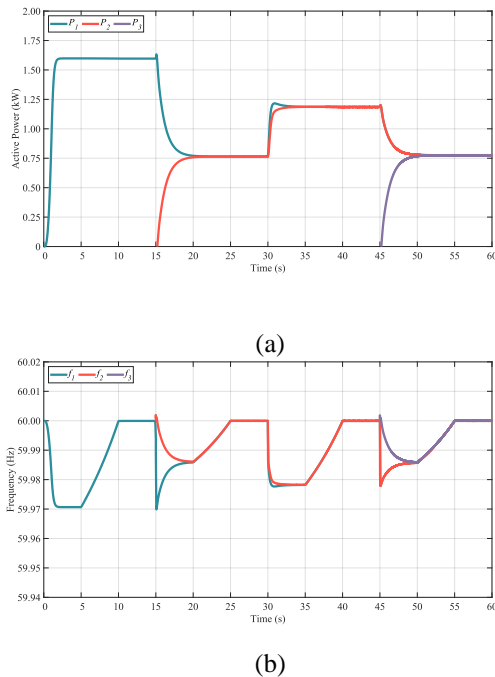 2.00
P1 P2 P3
1.75
1.50
1.25
1.00
0.75
0.50
0.25
0
Active Power (kW)
0 5 10 15 20 25 30 35 40 45 50 55 60
Time (s)
(a)
60.02
f1 f2 f3
60.01
60.00
59.99
59.98
59.97
59.96
59.95
59.94
Frequency (Hz)
0 5 10 15 20 25 30 35 40 45 50 55 60
Time (s)
(b)